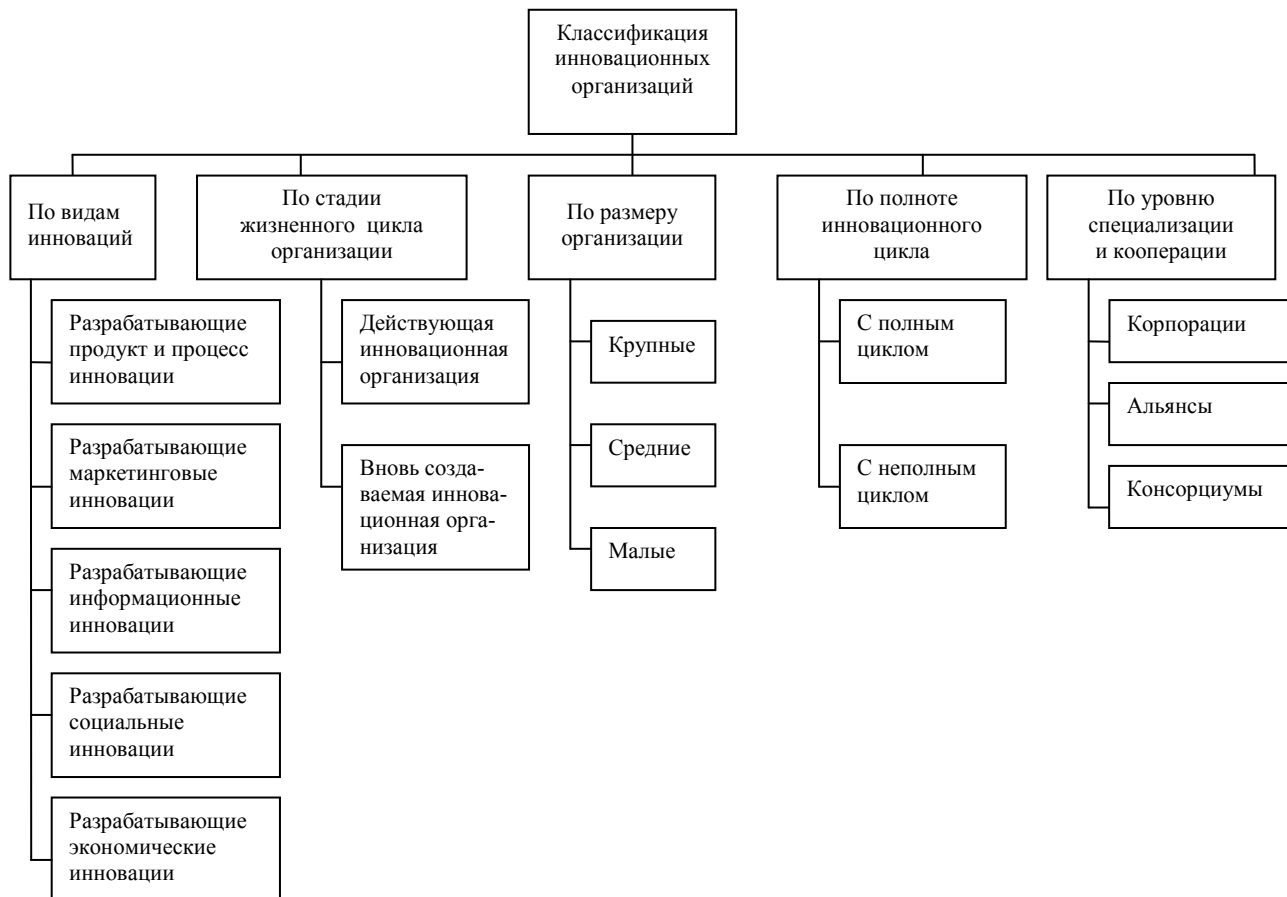 Классификация
инновационных
организаций
По видам
инноваций
По стадии
жизненного цикла
организации
По размеру
организации
По полноте
инновационного
цикла
По уровню
специализации
и кооперации
Разрабатывающие
продукт и процесс
инновации
Разрабатывающие
маркетинговые
инновации
Разрабатывающие
информационные
инновации
Разрабатывающие
социальные
инновации
Разрабатывающие
экономические
инновации
Действующая
инновационная
организация
Вновь созда-
ваемая иннова-
ционная орга-
низация
Крупные
Средние
Малые
С полным
циклом
С неполным
циклом
Корпорации
Альянсы
Консорциумы